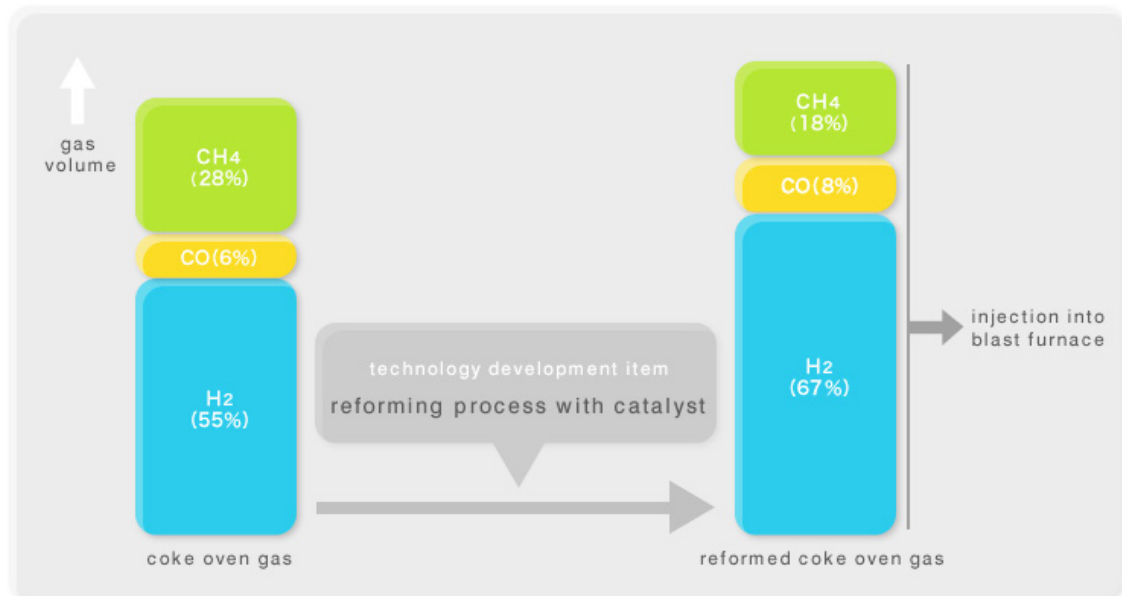 gas
volume
CH4
(28%)
CO(6%)
H2
(55%)
coke oven gas
technology development item
reforming process with catalyst
CH4
(18%)
CO(8%)
H2
(67%)
reformed coke oven gas
injection into
blast furnace